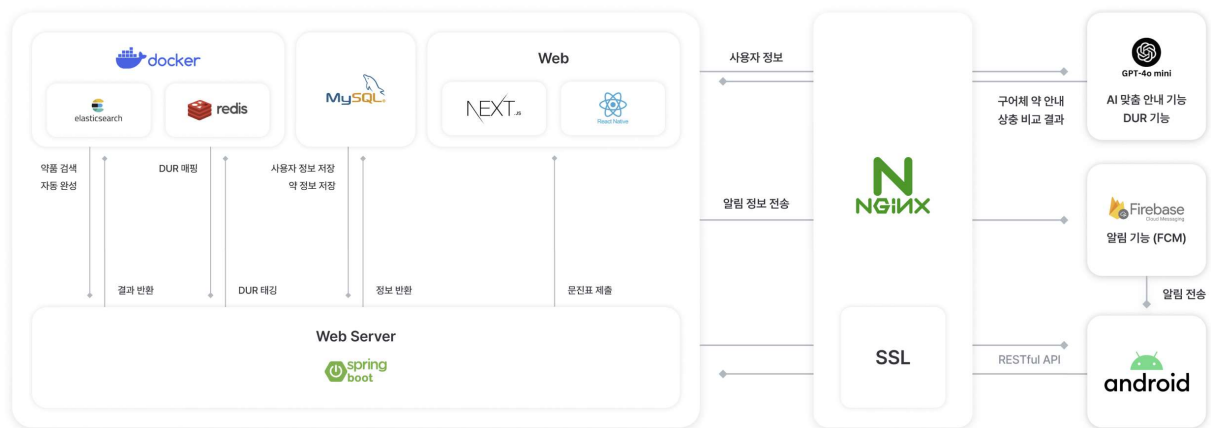 docker
elasticsearch
redis
MySQL
Web
NEXT.JS
React Native
약품 검색
자동 완성
DUR 매핑
사용자 정보 저장
약 정보 저장
결과 반환
DUR 태깅
정보 반환
문진표 제출
Web Server
spring
boot
사용자 정보
알림 정보 전송
NGINX
SSL
구어체 약 안내
상충 비교 결과
RESTful API
GPT-4o mini
AI 맞춤 안내 기능
DUR 기능
Firebase
Cloud Messaging
알림 기능 (FCM)
알림 전송
android